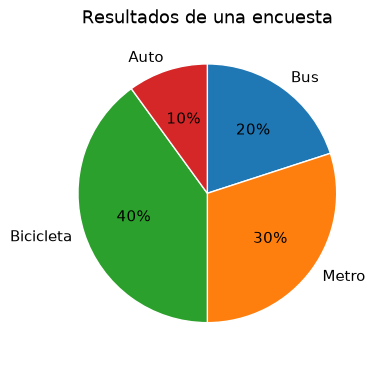 Resultados de una encuesta
Auto
Bus
10%
20%
40%
30%
Bicicleta
Metro